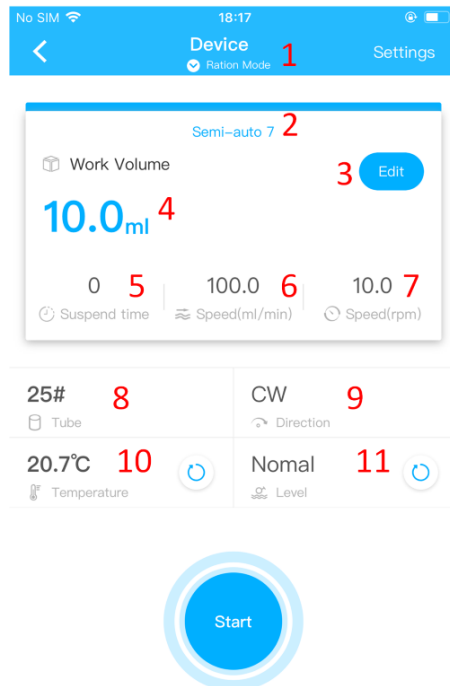 No SIM 18:17
Device
Ration Mode 1 Settings
Semi-auto 7 2
Work Volume
3 Edit
10.0ml 4
0 5 100.0 6 10.0 7
Suspend time Speed(ml/min) Speed(rpm)
25# 8 CW 9
Tube Direction
20.7℃ 10 Nomal 11
Temperature Level
Start